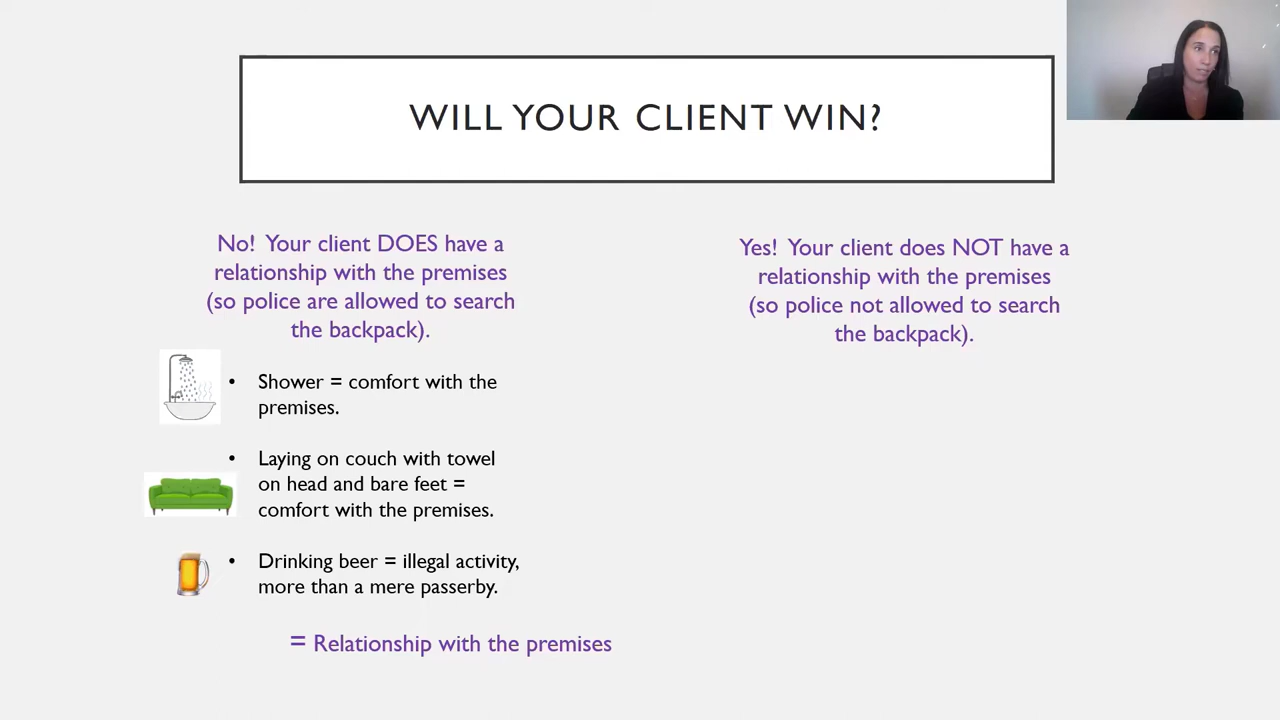 WILL YOUR CLIENT WIN?
No! Your client DOES have a
relationship with the premises
(so police are allowed to search
the backpack).
• Shower = comfort with the
premises.
• Laying on couch with towel
on head and bare feet =
comfort with the premises.
• Drinking beer = illegal activity,
more than a mere passerby.
= Relationship with the premises
Yes! Your client does NOT have a
relationship with the premises
(so police not allowed to search
the backpack).